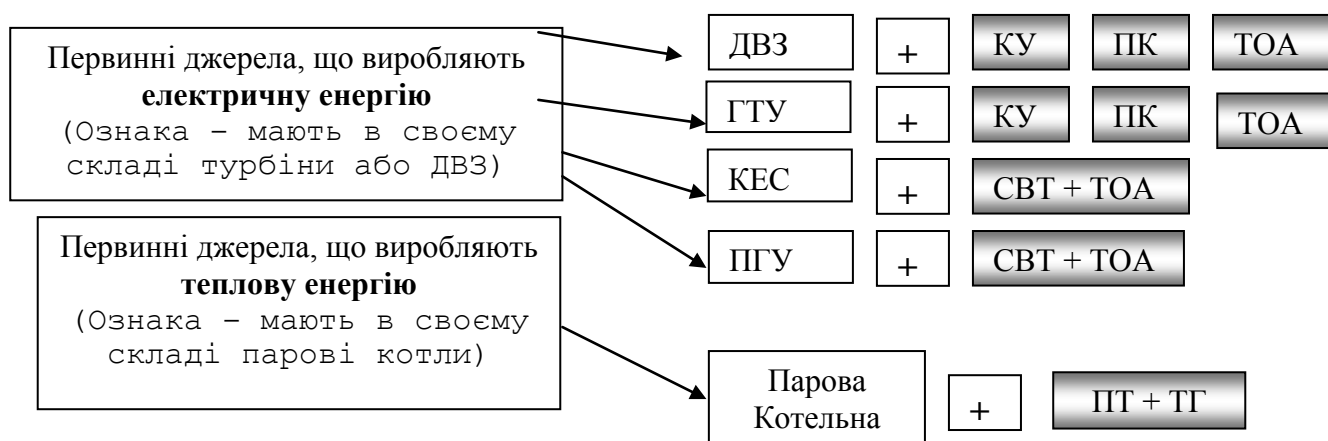 Первинні джерела, що виробляють
електричну енергію
(Ознака – мають в своєму
складі турбіни або ДВЗ)
ДВЗ + КУ ПК ТОА
ГТУ + КУ ПК ТОА
КЕС + СВТ + ТОА
ПГУ + СВТ + ТОА
Первинні джерела, що виробляють
теплову енергію
(Ознака – мають в своєму
складі парові котли)
Парова
Котельна + ПТ + ТГ